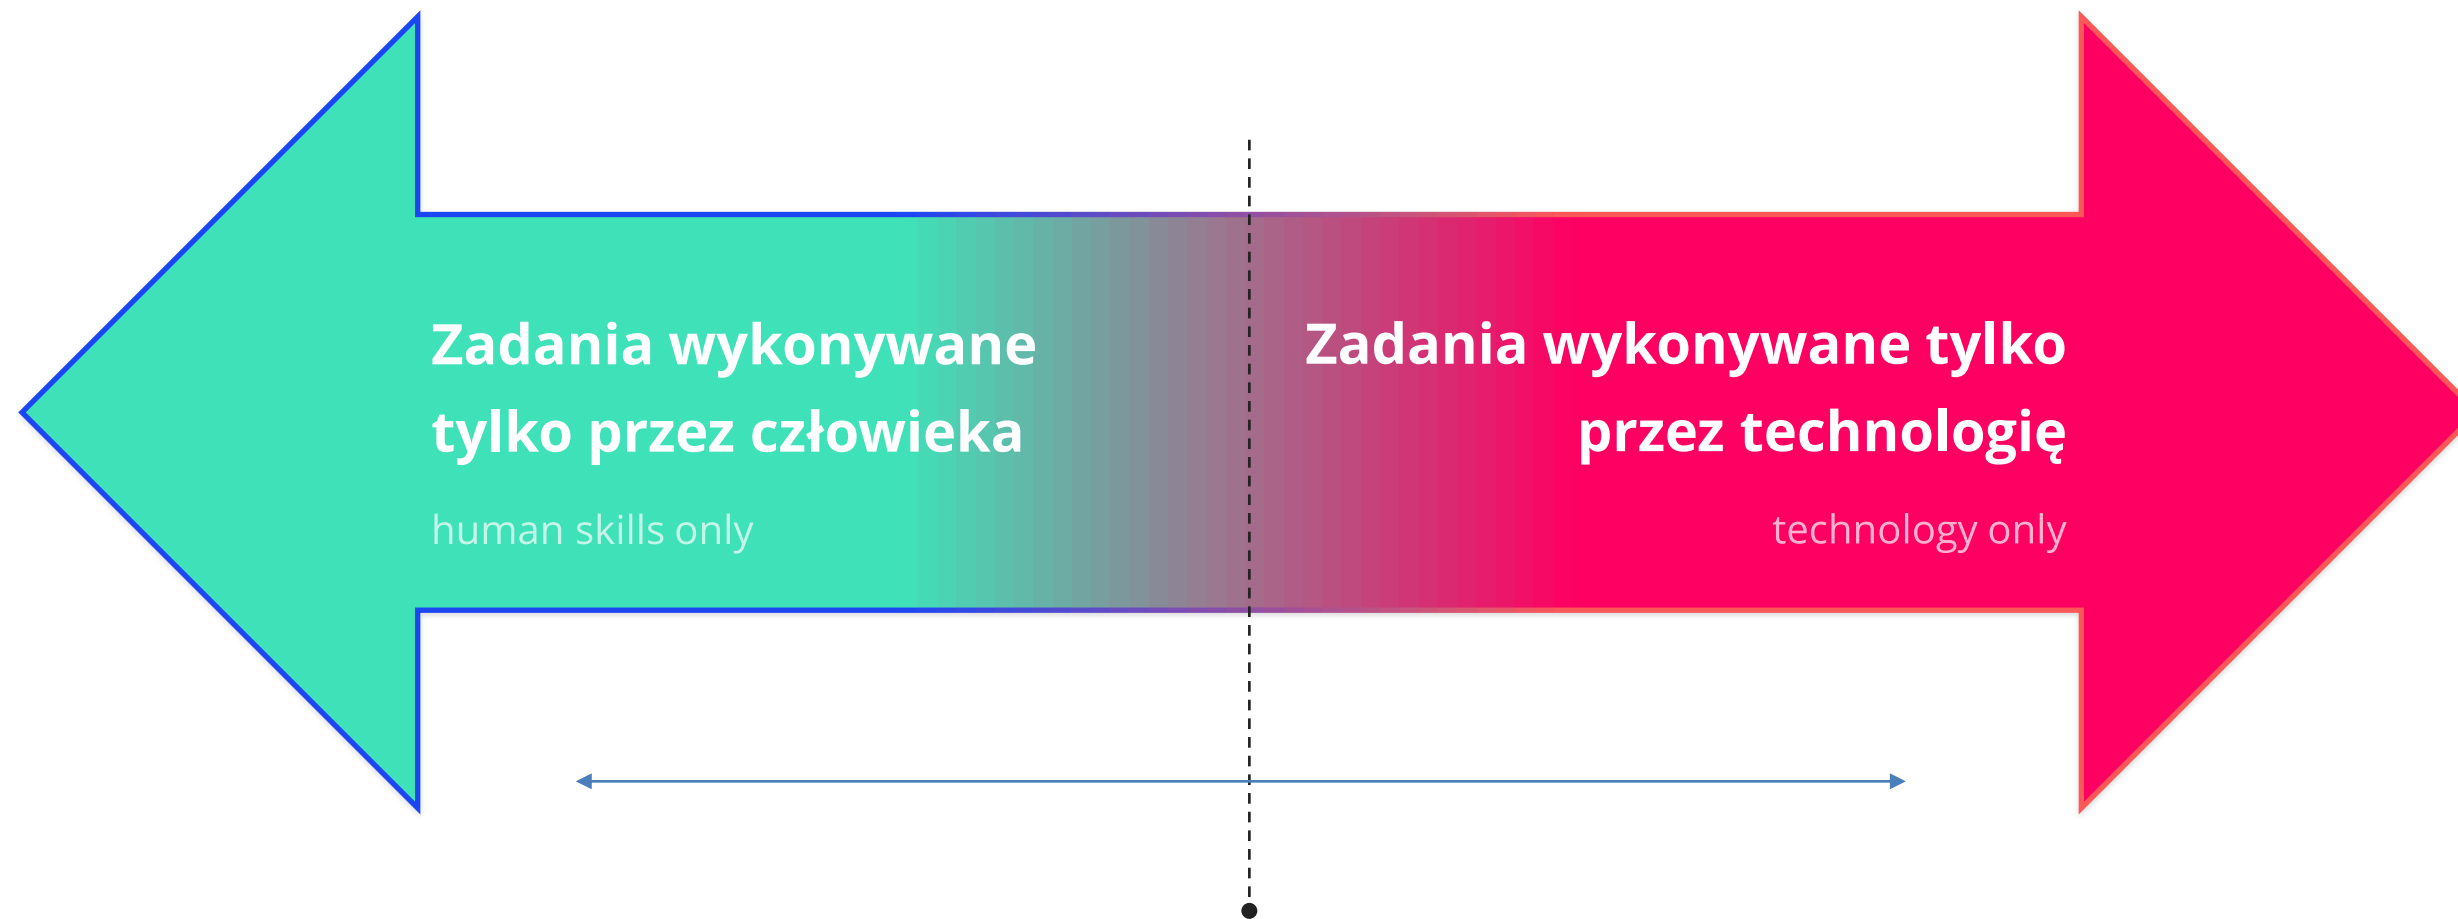 Zadania wykonywane
tylko przez człowieka
human skills only
Zadania wykonywane tylko
przez technologię
technology only